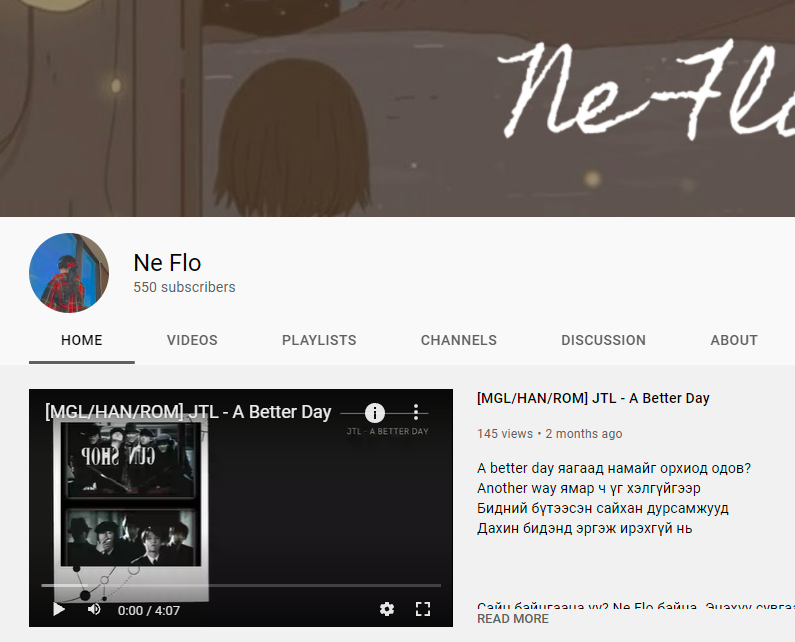 Ne Flo
Ne Flo
550 subscribers
HOME VIDEOS PLAYLISTS CHANNELS DISCUSSION ABOUT
[MGL/HAN/ROM] JTL - A Better Day
JTL - A BETTER DAY
GUN SHOP
0:00 / 4:07
[MGL/HAN/ROM] JTL - A Better Day
145 views • 2 months ago
A better day яагаад намайг орхиод одов?
Another way ямар ч үг хэлгүйгээр
Бидний бүтээсэн сайхан дурсамжууд
Дахин бидэнд эргэж ирэхгүй нь
Сайн байцгаана уу? Ne Flo байна. Энэхүү
READ MORE